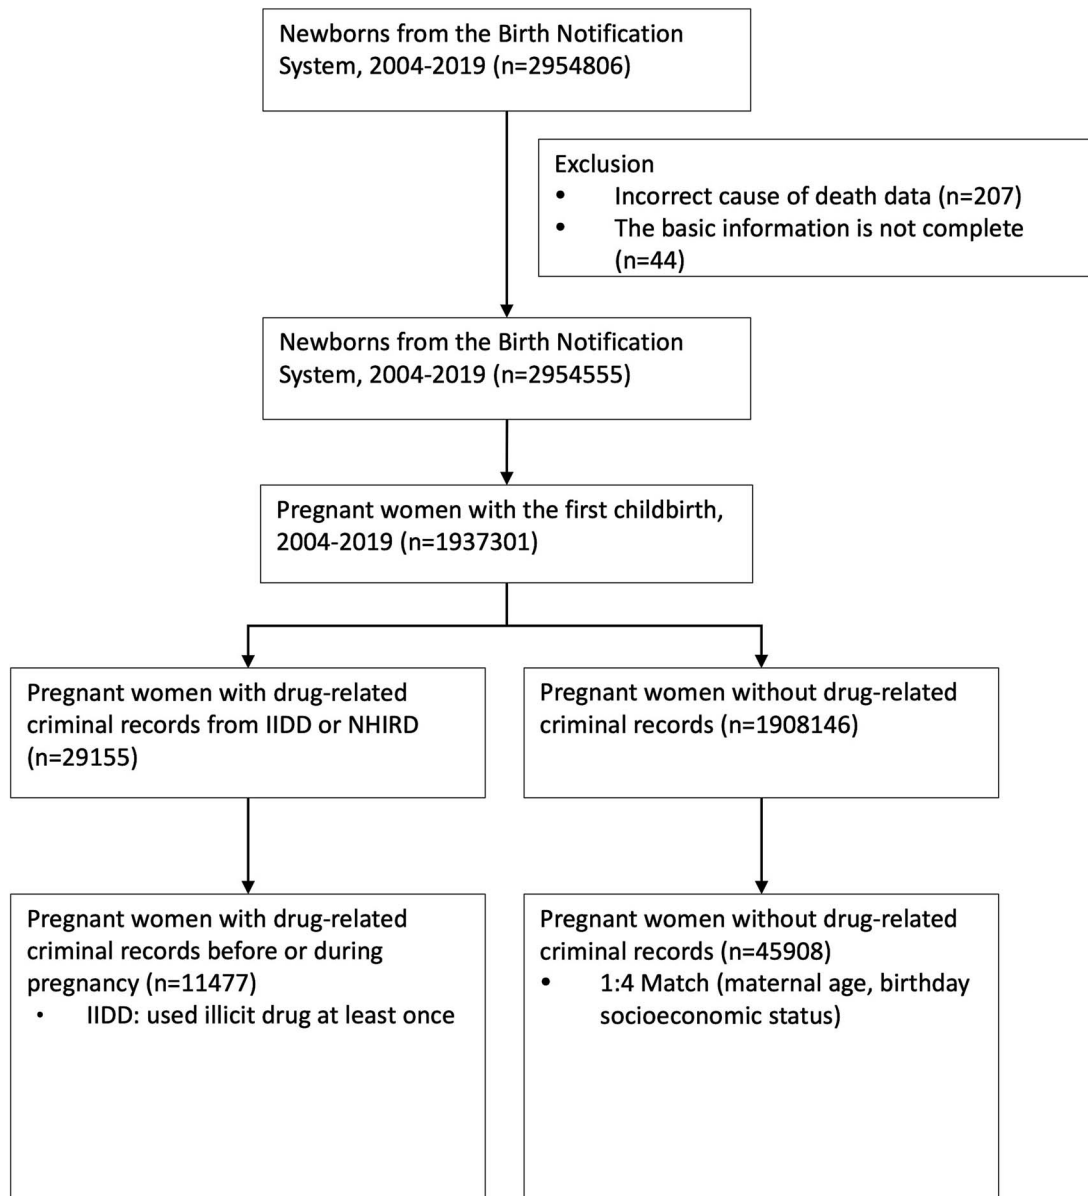 Newborns from the Birth Notification
System, 2004-2019 (n=2954806)
Exclusion
• Incorrect cause of death data (n=207)
• The basic information is not complete
(n=44)
Newborns from the Birth Notification
System, 2004-2019 (n=2954555)
Pregnant women with the first childbirth,
2004-2019 (n=1937301)
Pregnant women with drug-related
criminal records from IIDD or NHIRD
(n=29155)
Pregnant women without drug-related
criminal records (n=1908146)
Pregnant women with drug-related
criminal records before or during
pregnancy (n=11477)
• IIDD: used illicit drug at least once
Pregnant women without drug-related
criminal records (n=45908)
• 1:4 Match (maternal age, birthday
socioeconomic status)